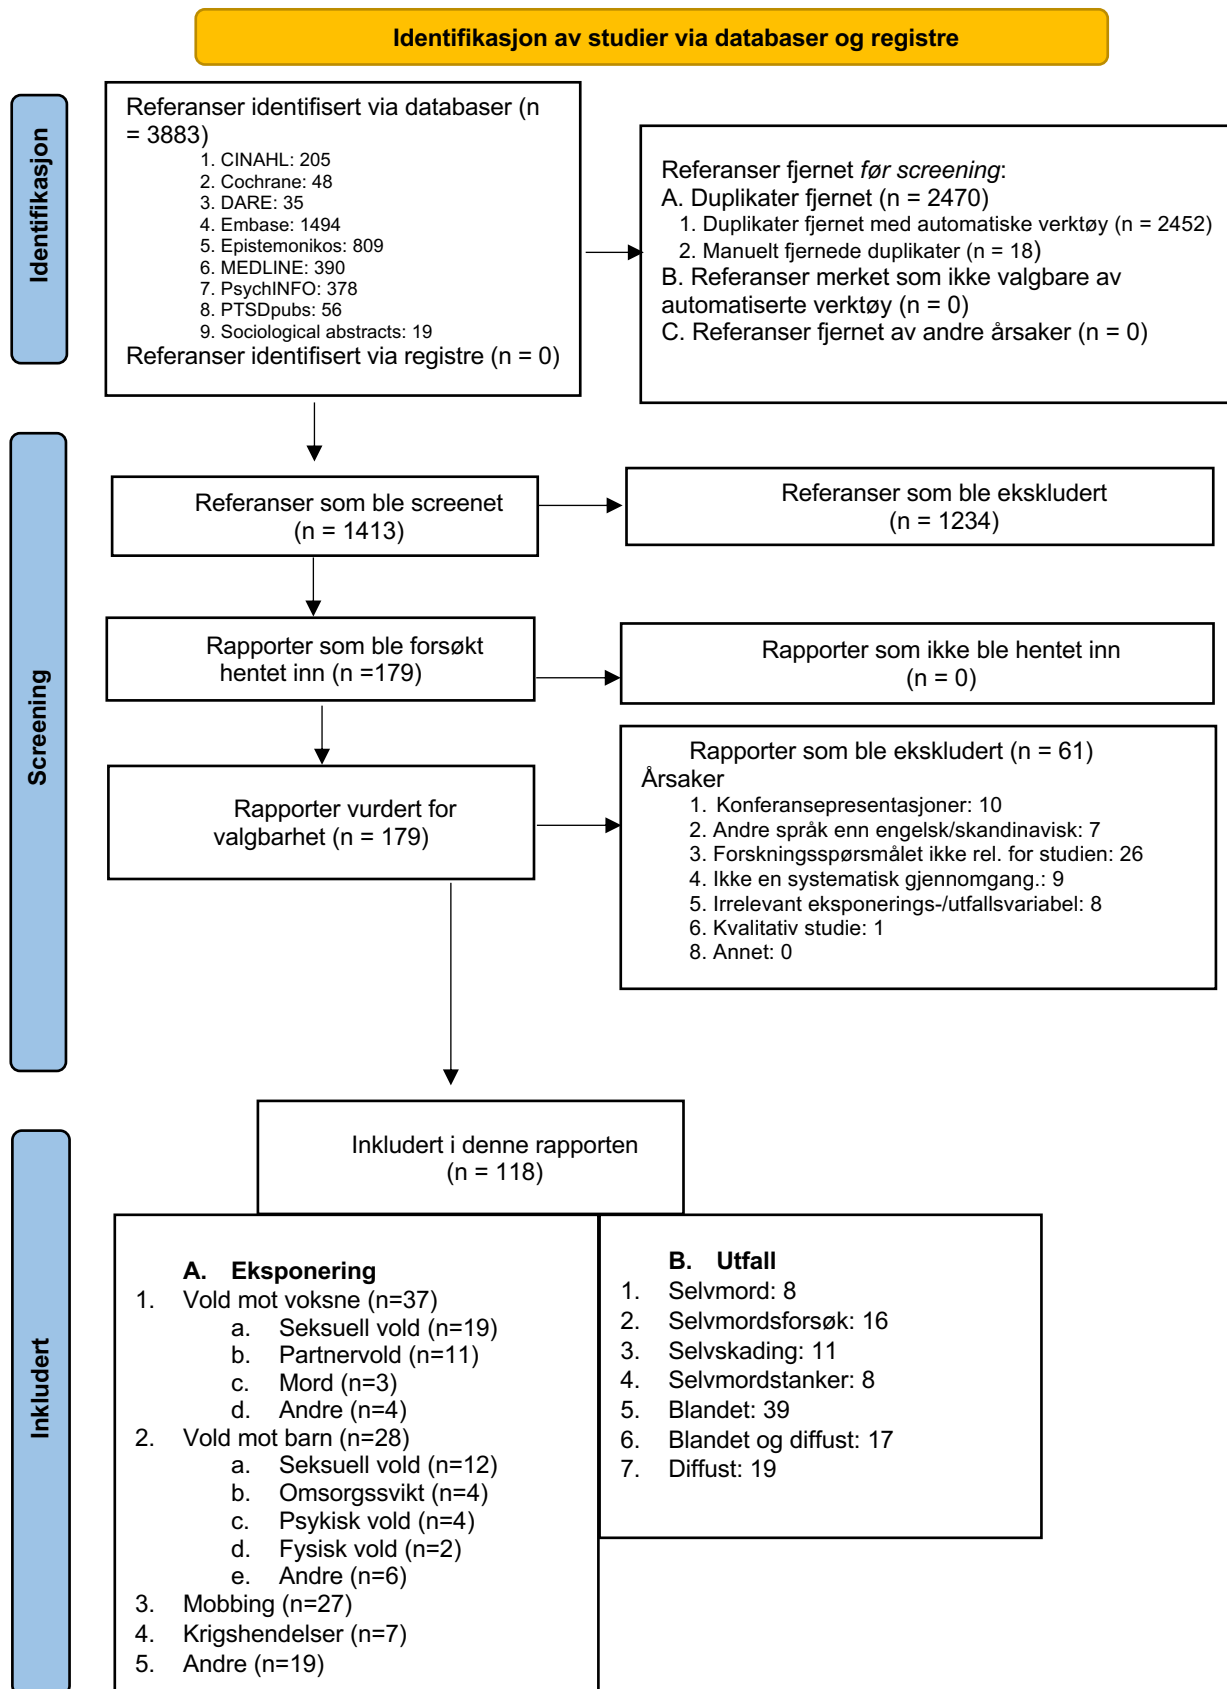 Identifikasjon av studier via databaser og registre
Identifikasjon
Referanser identifisert via databaser (n
= 3883)
1. CINAHL: 205
2. Cochrane: 48
3. DARE: 35
4. Embase: 1494
5. Epistemonikos: 809
6. MEDLINE: 390
7. PsychINFO: 378
8. PTSDpubs: 56
9. Sociological abstracts: 19
Referanser identifisert via registre (n = 0)
Referanser fjernet før screening:
A. Duplikater fjernet (n = 2470)
1. Duplikater fjernet med automatiske verktøy (n = 2452)
2. Manuelt fjernede duplikater (n = 18)
B. Referanser merket som ikke valgbare av
automatiserte verktøy (n = 0)
C. Referanser fjernet av andre årsaker (n = 0)
Screening
Referanser som ble screenet
(n = 1413)
Referanser som ble ekskludert
(n = 1234)
Rapporter som ble forsøkt
hentet inn (n =179)
Rapporter som ikke ble hentet inn
(n = 0)
Rapporter vurdert for
valgbarhet (n = 179)
Rapporter som ble ekskludert (n = 61)
Årsaker
1. Konferansepresentasjoner: 10
2. Andre språk enn engelsk/skandinavisk: 7
3. Forskningsspørsmålet ikke rel. for studien: 26
4. Ikke en systematisk gjennomgang.: 9
5. Irrelevant eksponerings-/utfallsvariabel: 8
6. Kvalitativ studie: 1
8. Annet: 0
Inkludert
Inkludert i denne rapporten
(n = 118)
A. Eksponering
1. Vold mot voksne (n=37)
a. Seksuell vold (n=19)
b. Partnervold (n=11)
c. Mord (n=3)
d. Andre (n=4)
2. Vold mot barn (n=28)
a. Seksuell vold (n=12)
b. Omsorgssvikt (n=4)
c. Psykisk vold (n=4)
d. Fysisk vold (n=2)
e. Andre (n=6)
3. Mobbing (n=27)
4. Krigshendelser (n=7)
5. Andre (n=19)
B. Utfall
1. Selvmord: 8
2. Selvmordsforsøk: 16
3. Selvskading: 11
4. Selvmordstanker: 8
5. Blandet: 39
6. Blandet og diffust: 17
7. Diffust: 19